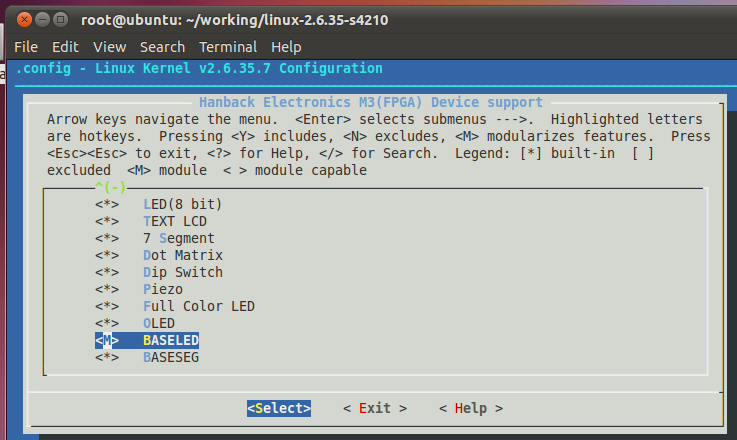 root@ubuntu: ~/working/linux-2.6.35-s4210
File Edit View Search Terminal Help
.config - Linux Kernel v2.6.35.7 Configuration
Hanback Electronics M3(FPGA) Device support
Arrow keys navigate the menu. <Enter> selects submenus --->. Highlighted letters
are hotkeys. Pressing <Y> includes, <N> excludes, <M> modularizes features. Press
<Esc><Esc> to exit, <?> for Help, </> for Search. Legend: [*] built-in [ ]
excluded <M> module < > module capable
^(-)
<*> LED(8 bit)
<*> TEXT LCD
<*> 7 Segment
<*> Dot Matrix
<*> Dip Switch
<*> Piezo
<*> Full Color LED
<*> OLED
<M> BASELED
<*> BASESEG
<Select> < Exit > < Help >